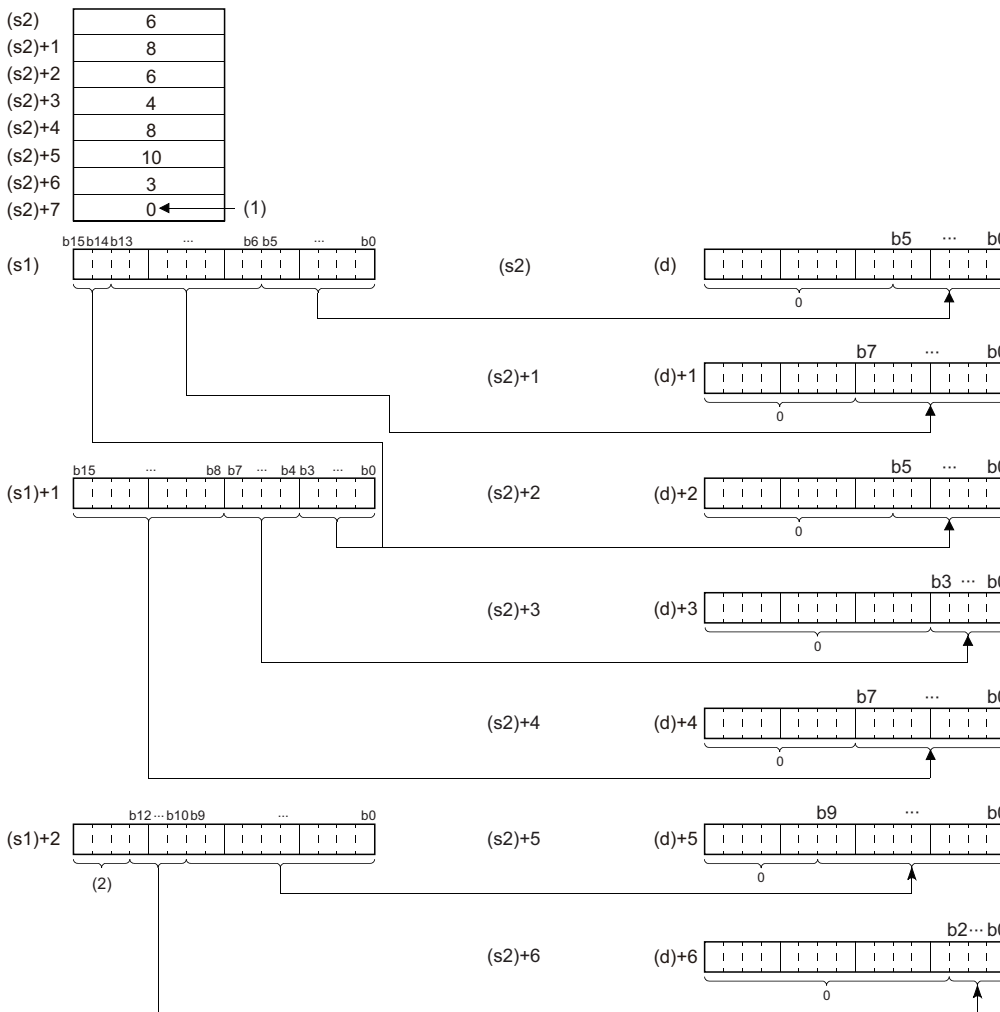 (s2) 6
(s2)+1 8
(s2)+2 6
(s2)+3 4
(s2)+4 8
(s2)+5 10
(s2)+6 3
(s2)+7 0 (1)
b15 b14 b13 ... b6 b5 ... b0
(s1) (s2) (d) b5 ... b0
0
(s2)+1 (d)+1 b7 ... b0
0
b15 ... b8 b7 ... b4 b3 ... b0
(s1)+1 (s2)+2 (d)+2 b5 ... b0
0
(s2)+3 (d)+3 b3 ... b0
0
(s2)+4 (d)+4 b7 ... b0
0
b12 ... b10 b9 ... b0
(s1)+2 (s2)+5 (d)+5 b9 ... b0
(2) 0
(s2)+6 (d)+6 b2 ... b0
0